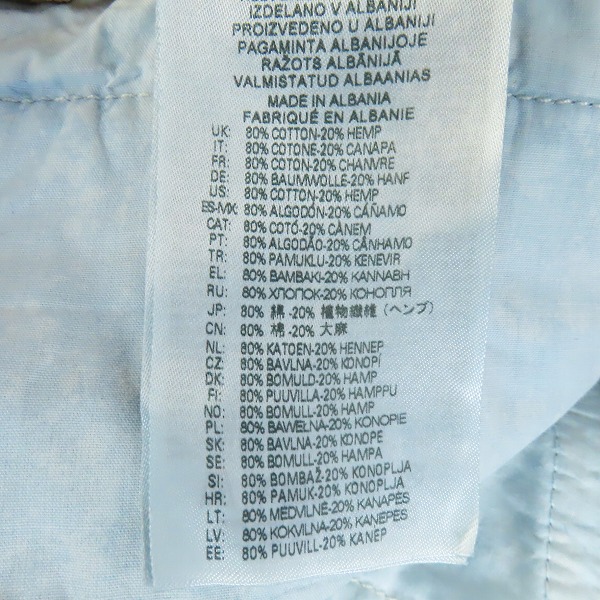 IZDELANO V ALBANIJI
PROIZVEDENO U ALBANIJI
PAGAMINTA ALBANIJOJE
RAŽOTS ALBĀNIJĀ
VALMISTATUD ALBAANIAS
MADE IN ALBANIA
FABRIQUÉ EN ALBANIE
UK: 80% COTTON-20% HEMP
IT: 80% COTONE-20% CANAPA
FR: 80% COTON-20% CHANVRE
DE: 80% BAUMWOLLE-20% HANF
US: 80% COTTON-20% HEMP
ES-MX: 80% ALGODÓN-20% CÁÑAMO
CAT: 80% COTÓ-20% CÀNEM
PT: 80% ALGODÃO-20% CÂNHAMO
TR: 80% PAMUKLU-20% KENEVIR
EL: 80% ΒΑΜΒΑΚΙ-20% ΚΑΝΝΑΒΗ
RU: 80% ХЛОПОК-20% КОНОПЛЯ
JP: 80% 綿 -20% 植物繊維 (ヘンプ)
CN: 80% 棉 -20% 大麻
NL: 80% KATOEN-20% HENNEP
CZ: 80% BAVLNA-20% KONOPÍ
DK: 80% BOMULD-20% HAMP
FI: 80% PUUVILLA-20% HAMPPU
NO: 80% BOMULL-20% HAMP
PL: 80% BAWEŁNA-20% KONOPIE
SK: 80% BAVLNA-20% KONOPE
SE: 80% BOMULL-20% HAMPA
SI: 80% BOMBAŽ-20% KONOPLJA
HR: 80% PAMUK-20% KONOPLJA
LT: 80% MEDVILNĖ-20% KANAPĖS
LV: 80% KOKVILNA-20% KAŅEPES
EE: 80% PUUVILL-20% KANEP